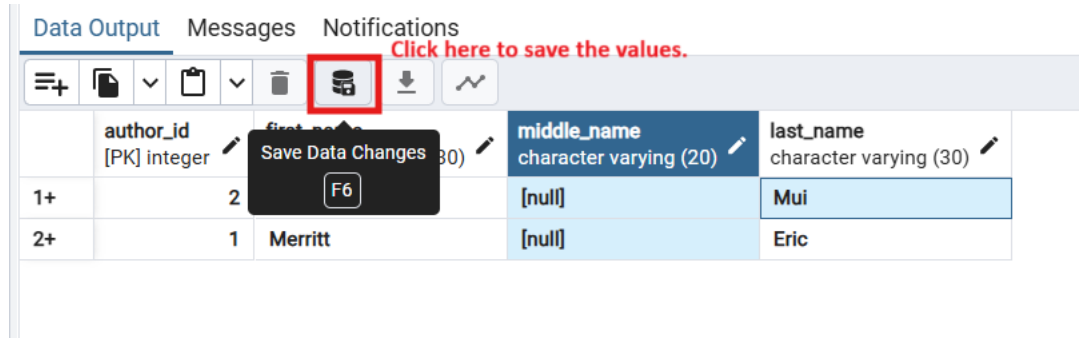 Data Output Messages Notifications
Click here to save the values.
author_id
[PK] integer
Save Data Changes
F6
30)
middle_name
character varying (20)
last_name
character varying (30)
1+ 2 [null] Mui
2+ 1 Merritt [null] Eric